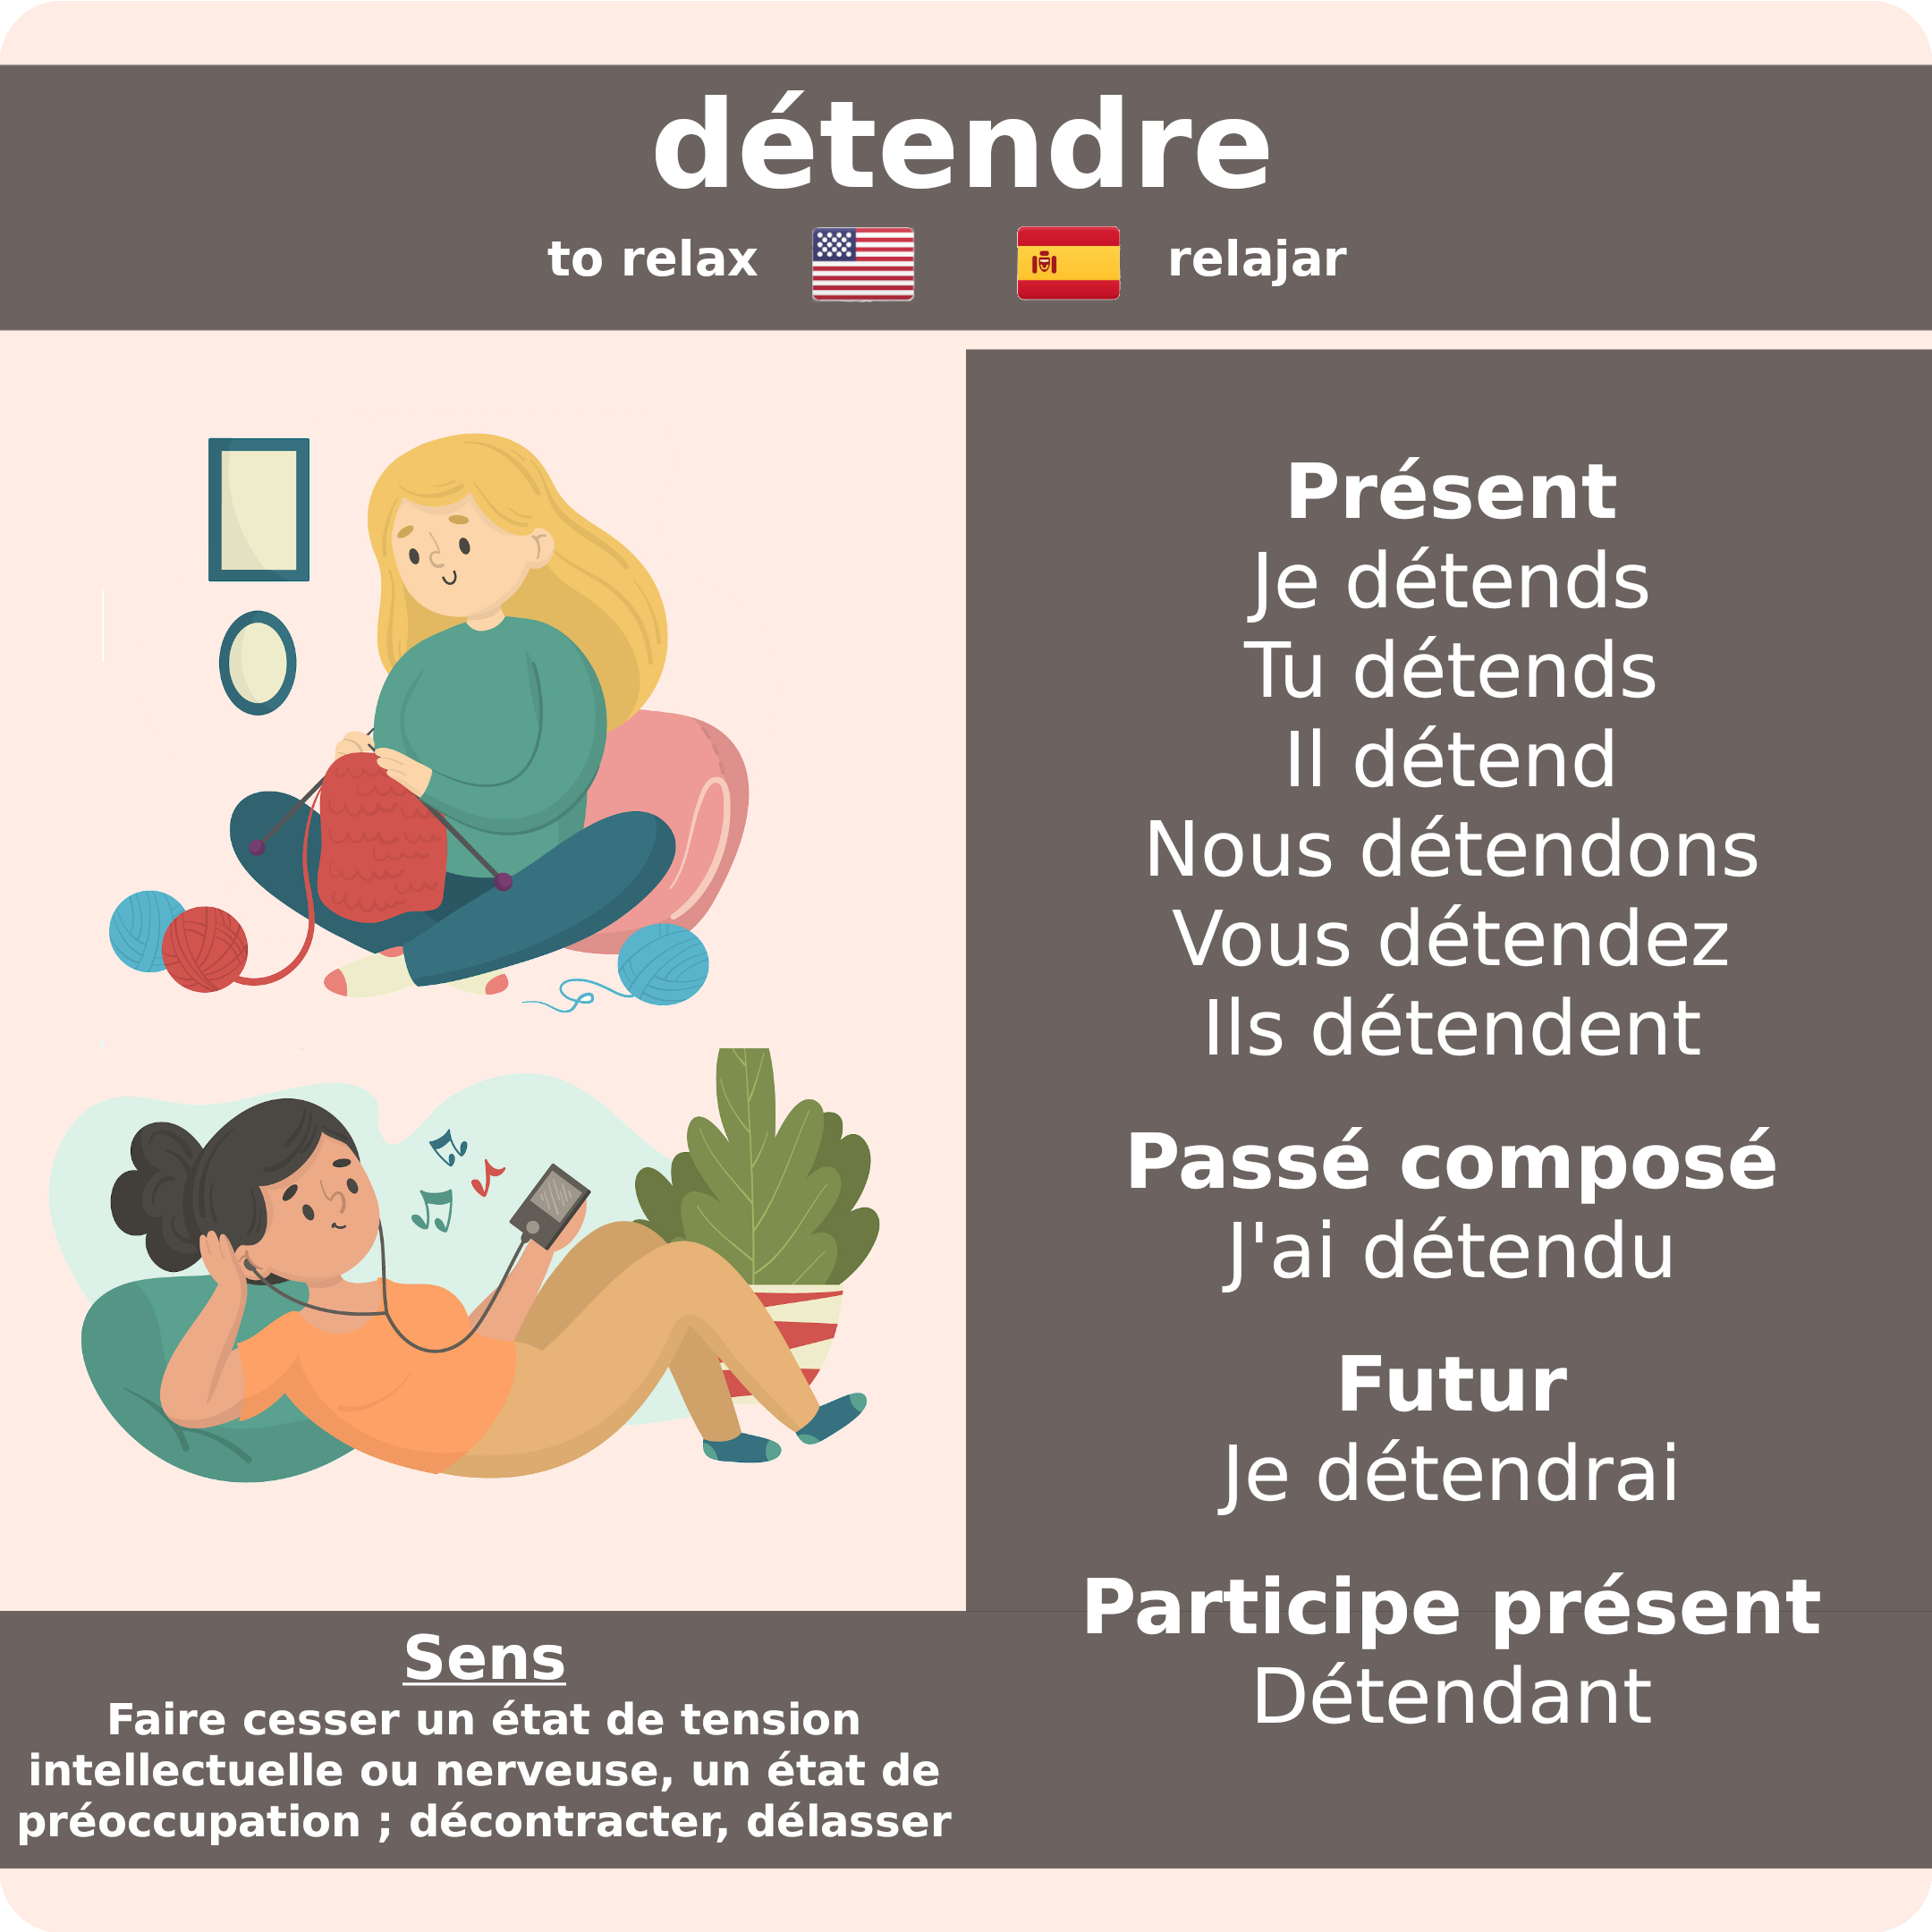 détendre
to relax
relajar
Présent
Je détends
Tu détends
Il détend
Nous détendons
Vous détendez
Ils détendent
Passé composé
J'ai détendu
Futur
Je détendrai
Participe présent
Détendant
Sens
Faire cesser un état de tension
intellectuelle ou nerveuse, un état de
préoccupation ; décontracter, délasser